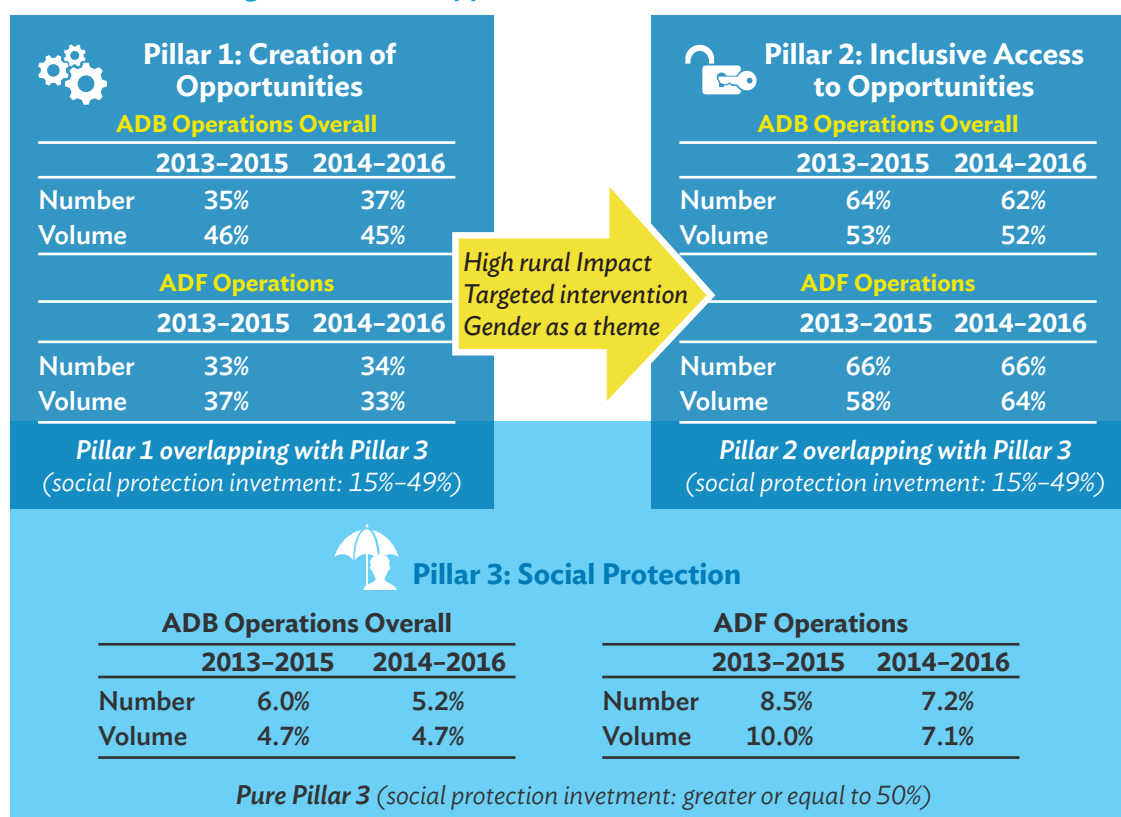 Pillar 1: Creation of
Opportunities
ADB Operations Overall
2013–2015 2014–2016
Number 35% 37%
Volume 46% 45%
ADF Operations
2013–2015 2014–2016
Number 33% 34%
Volume 37% 33%
Pillar 1 overlapping with Pillar 3
(social protection invetment: 15%–49%)
High rural Impact
Targeted intervention
Gender as a theme
Pillar 2: Inclusive Access
to Opportunities
ADB Operations Overall
2013–2015 2014–2016
Number 64% 62%
Volume 53% 52%
ADF Operations
2013–2015 2014–2016
Number 66% 66%
Volume 58% 64%
Pillar 2 overlapping with Pillar 3
(social protection invetment: 15%–49%)
Pillar 3: Social Protection
ADB Operations Overall
2013–2015 2014–2016
Number 6.0% 5.2%
Volume 4.7% 4.7%
ADF Operations
2013–2015 2014–2016
Number 8.5% 7.2%
Volume 10.0% 7.1%
Pure Pillar 3 (social protection invetment: greater or equal to 50%)